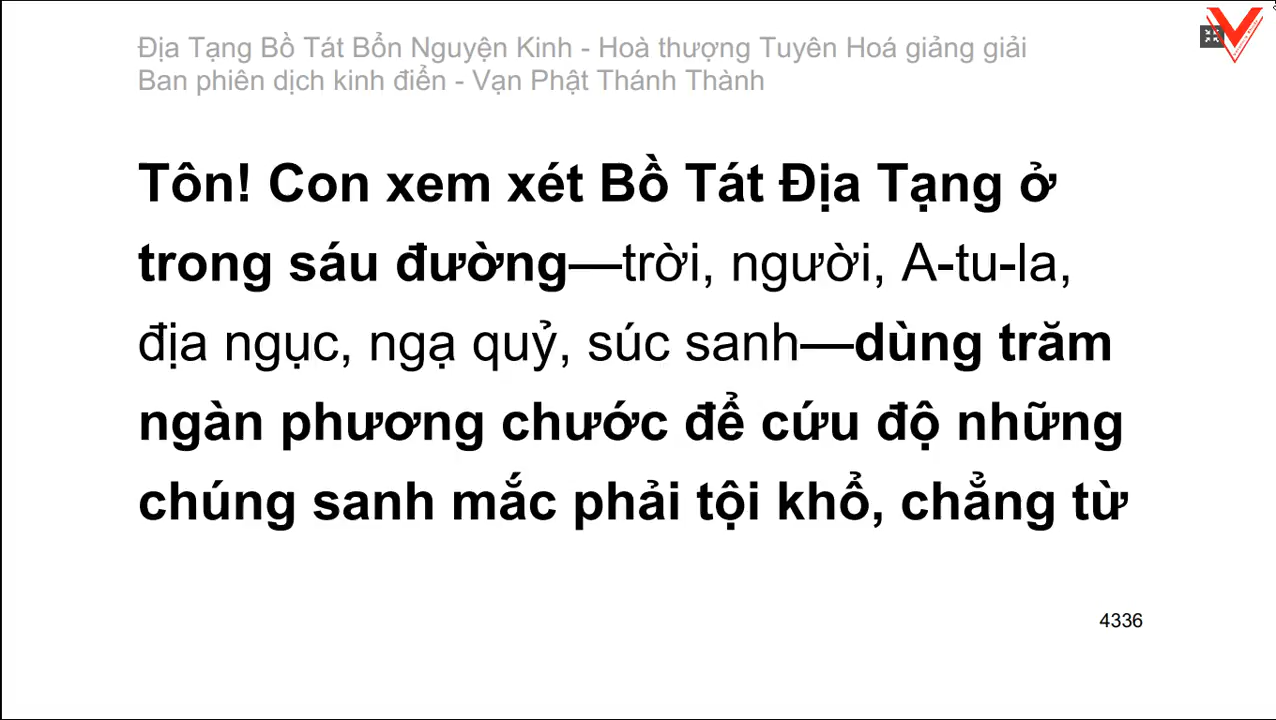 Địa Tạng Bồ Tát Bổn Nguyện Kinh - Hoà thượng Tuyên Hoá giảng giải
Ban phiên dịch kinh điển - Vạn Phật Thánh Thành
Tôn! Con xem xét Bồ Tát Địa Tạng ở
trong sáu đường—trời, người, A-tu-la,
địa ngục, ngạ quỷ, súc sanh—dùng trăm
ngàn phương chước để cứu độ những
chúng sanh mắc phải tội khổ, chẳng từ
4336